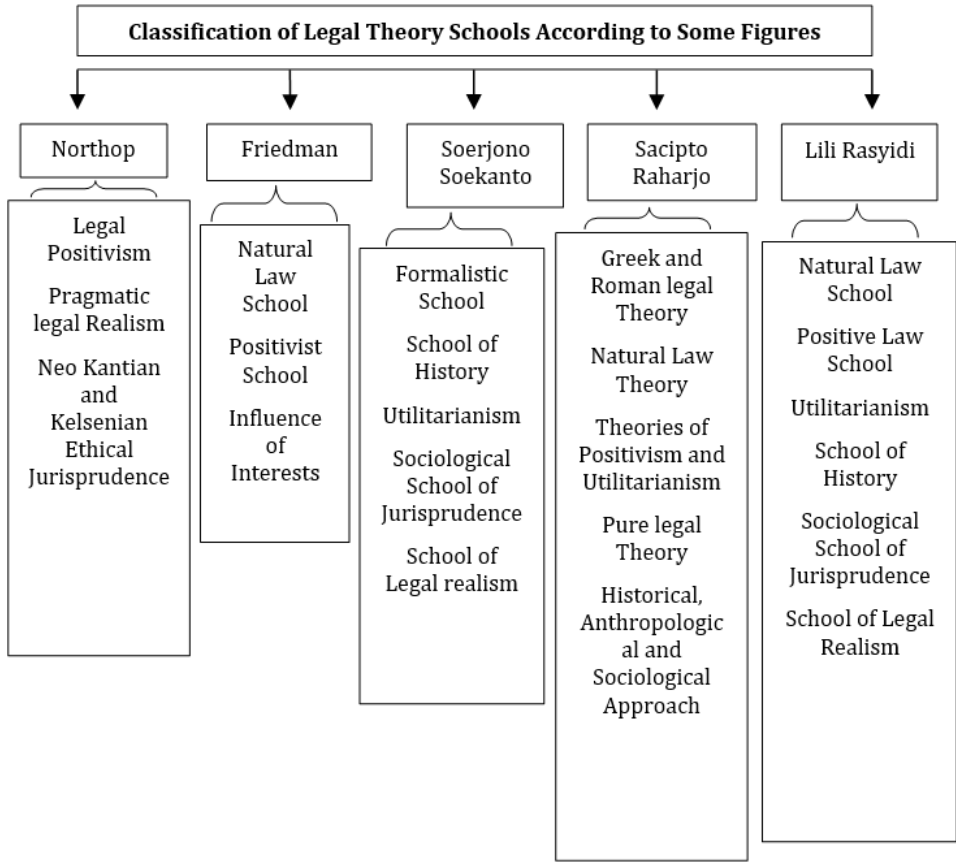 Classification of Legal Theory Schools According to Some Figures
Northop
Legal
Positivism
Pragmatic
legal Realism
Neo Kantian
and
Kelsenian
Ethical
Jurisprudence
Friedman
Natural
Law
School
Positivist
School
Influence
of
Interests
Soerjono
Soekanto
Formalistic
School
School of
History
Utilitarianism
Sociological
School of
Jurisprudence
School of
Legal realism
Sacipto
Raharjo
Greek and
Roman legal
Theory
Natural Law
Theory
Theories of
Positivism and
Utilitarianism
Pure legal
Theory
Historical,
Anthropologic
al and
Sociological
Approach
Lili Rasyidi
Natural Law
School
Positive Law
School
Utilitarianism
School of
History
Sociological
School of
Jurisprudence
School of Legal
Realism